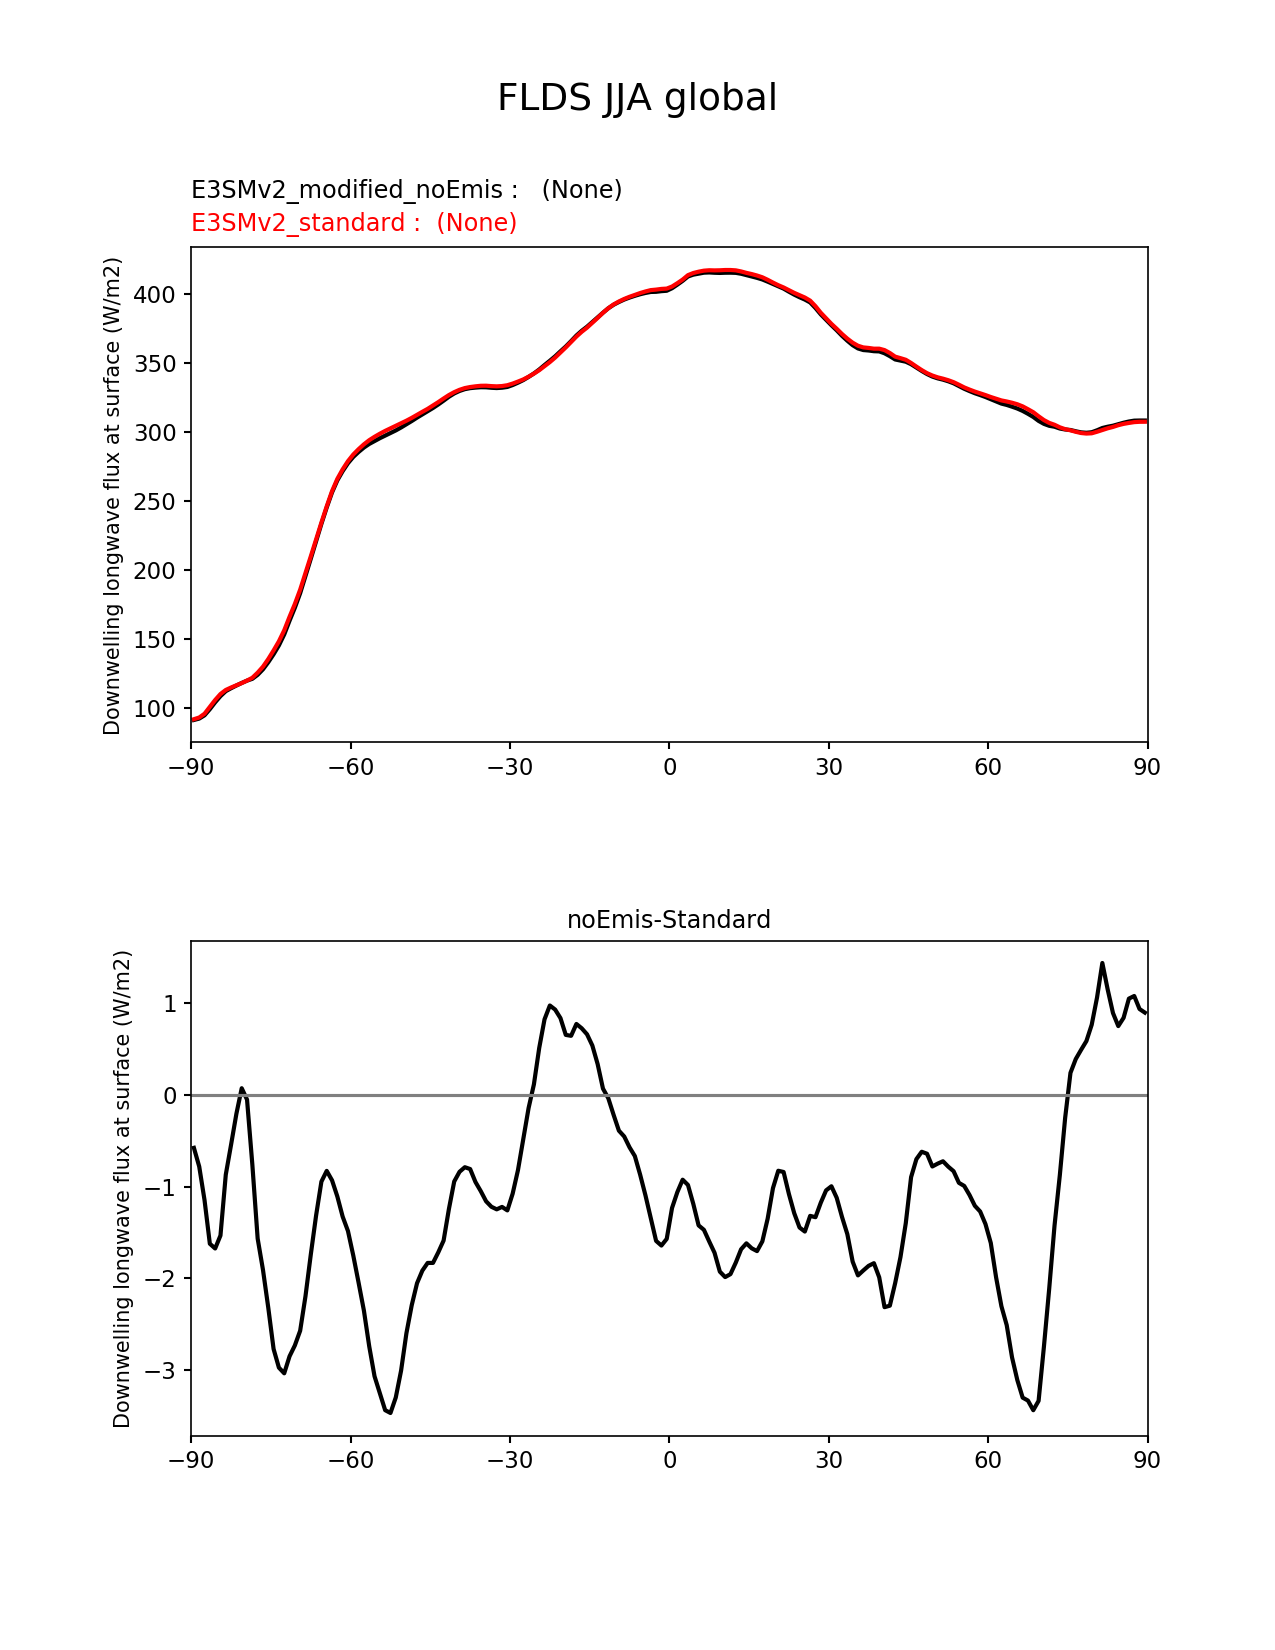 FLDS JJA global
E3SMv2_modified_noEmis :   (None)
E3SMv2_standard :  (None)
Downwelling longwave flux at surface (W/m2)
400
350
300
250
200
150
100
−90 −60 −30 0 30 60 90
noEmis-Standard
Downwelling longwave flux at surface (W/m2)
1
0
−1
−2
−3
−90 −60 −30 0 30 60 90